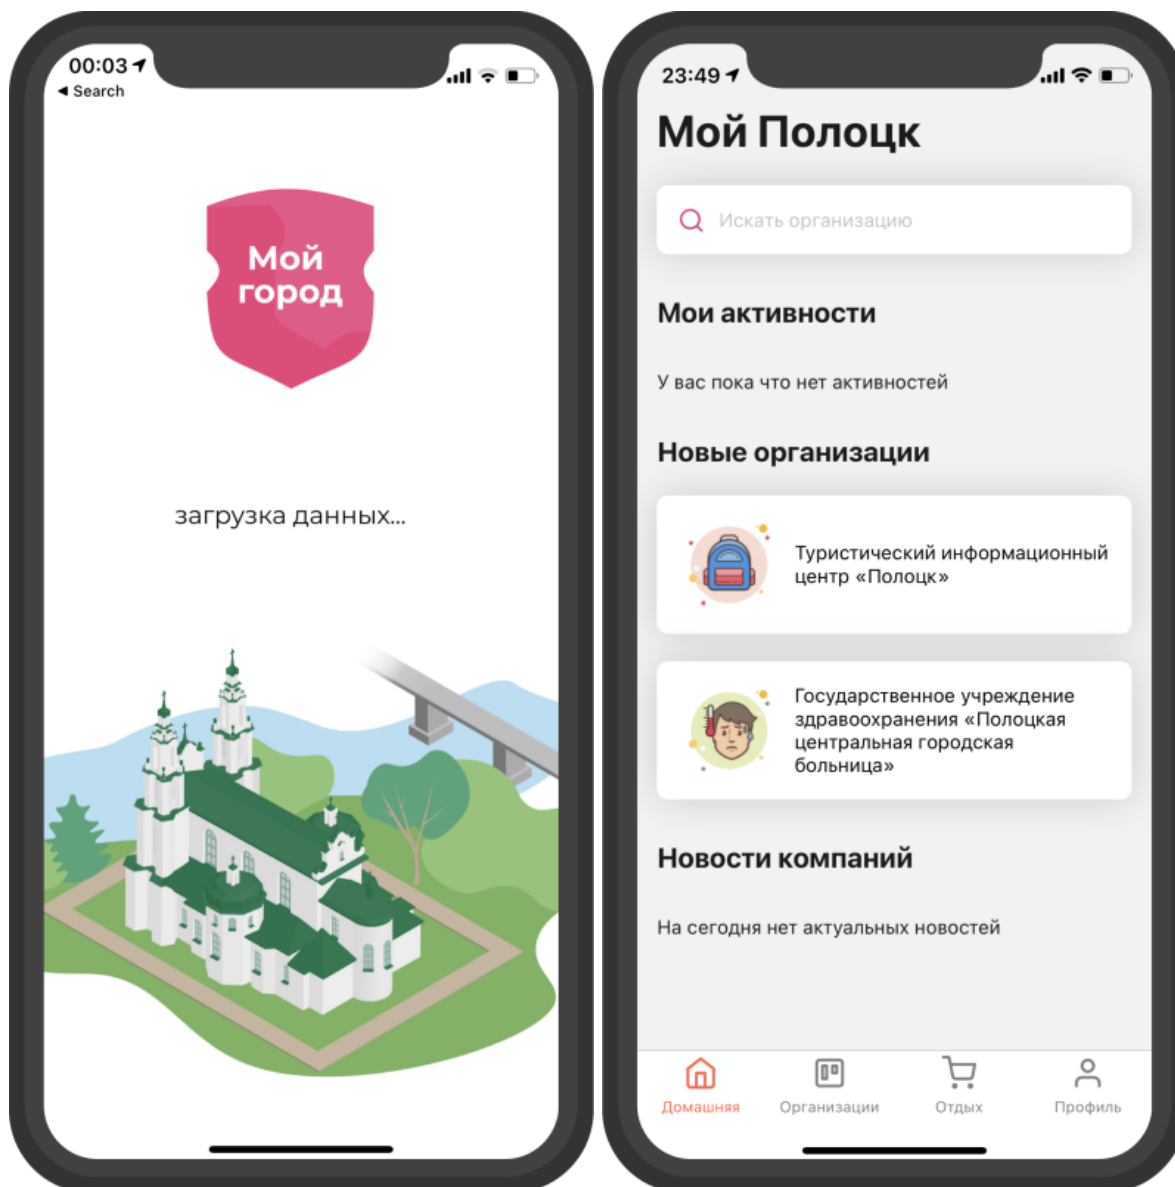 00:03
Search
Мой
город
загрузка данных...
23:49
Мой Полоцк
Искать организацию
Мои активности
У вас пока что нет активностей
Новые организации
Туристический информационный
центр «Полоцк»
Государственное учреждение
здравоохранения «Полоцкая
центральная городская
больница»
Новости компаний
На сегодня нет актуальных новостей
Домашняя
Организации
Отдых
Профиль